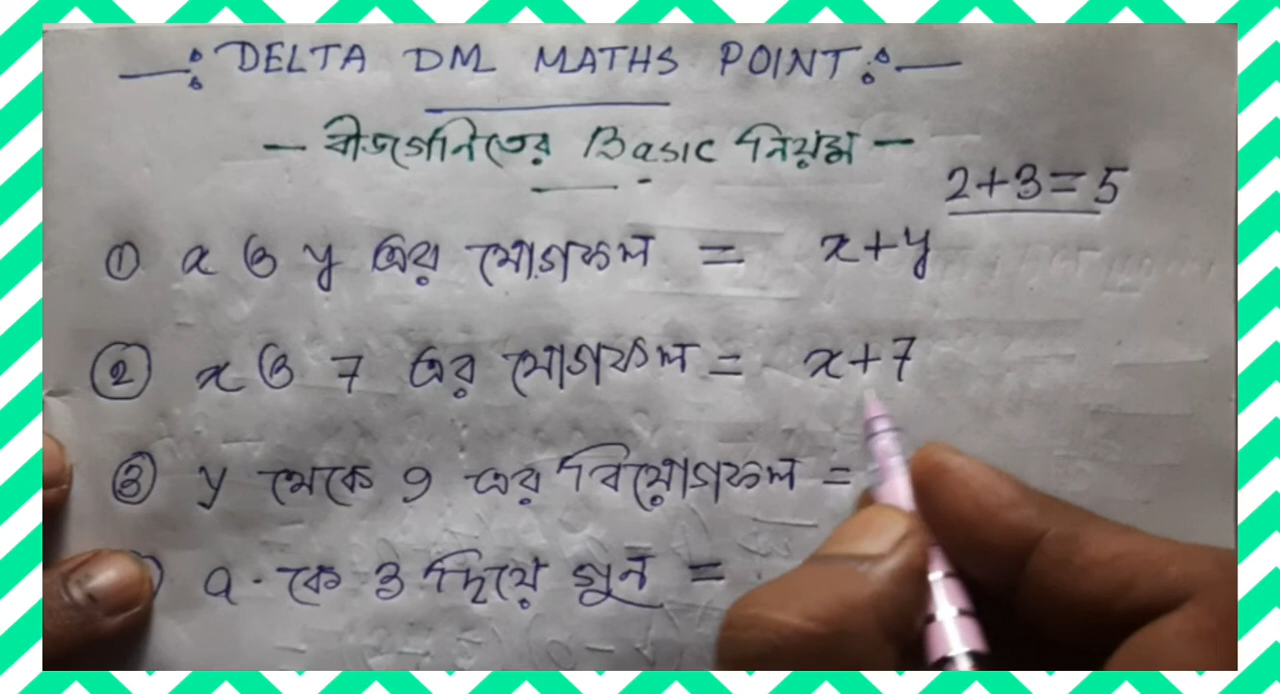 DELTA DM MATHS POINT
- বীজগনিতের Basic নিয়ম -
2+3=5
① x ও y এর যোগফল = x+y
② x ও 7 এর যোগফল = x+7
③ y থেকে 9 এর বিয়োগফল =
a কে 3 দিয়ে গুন =